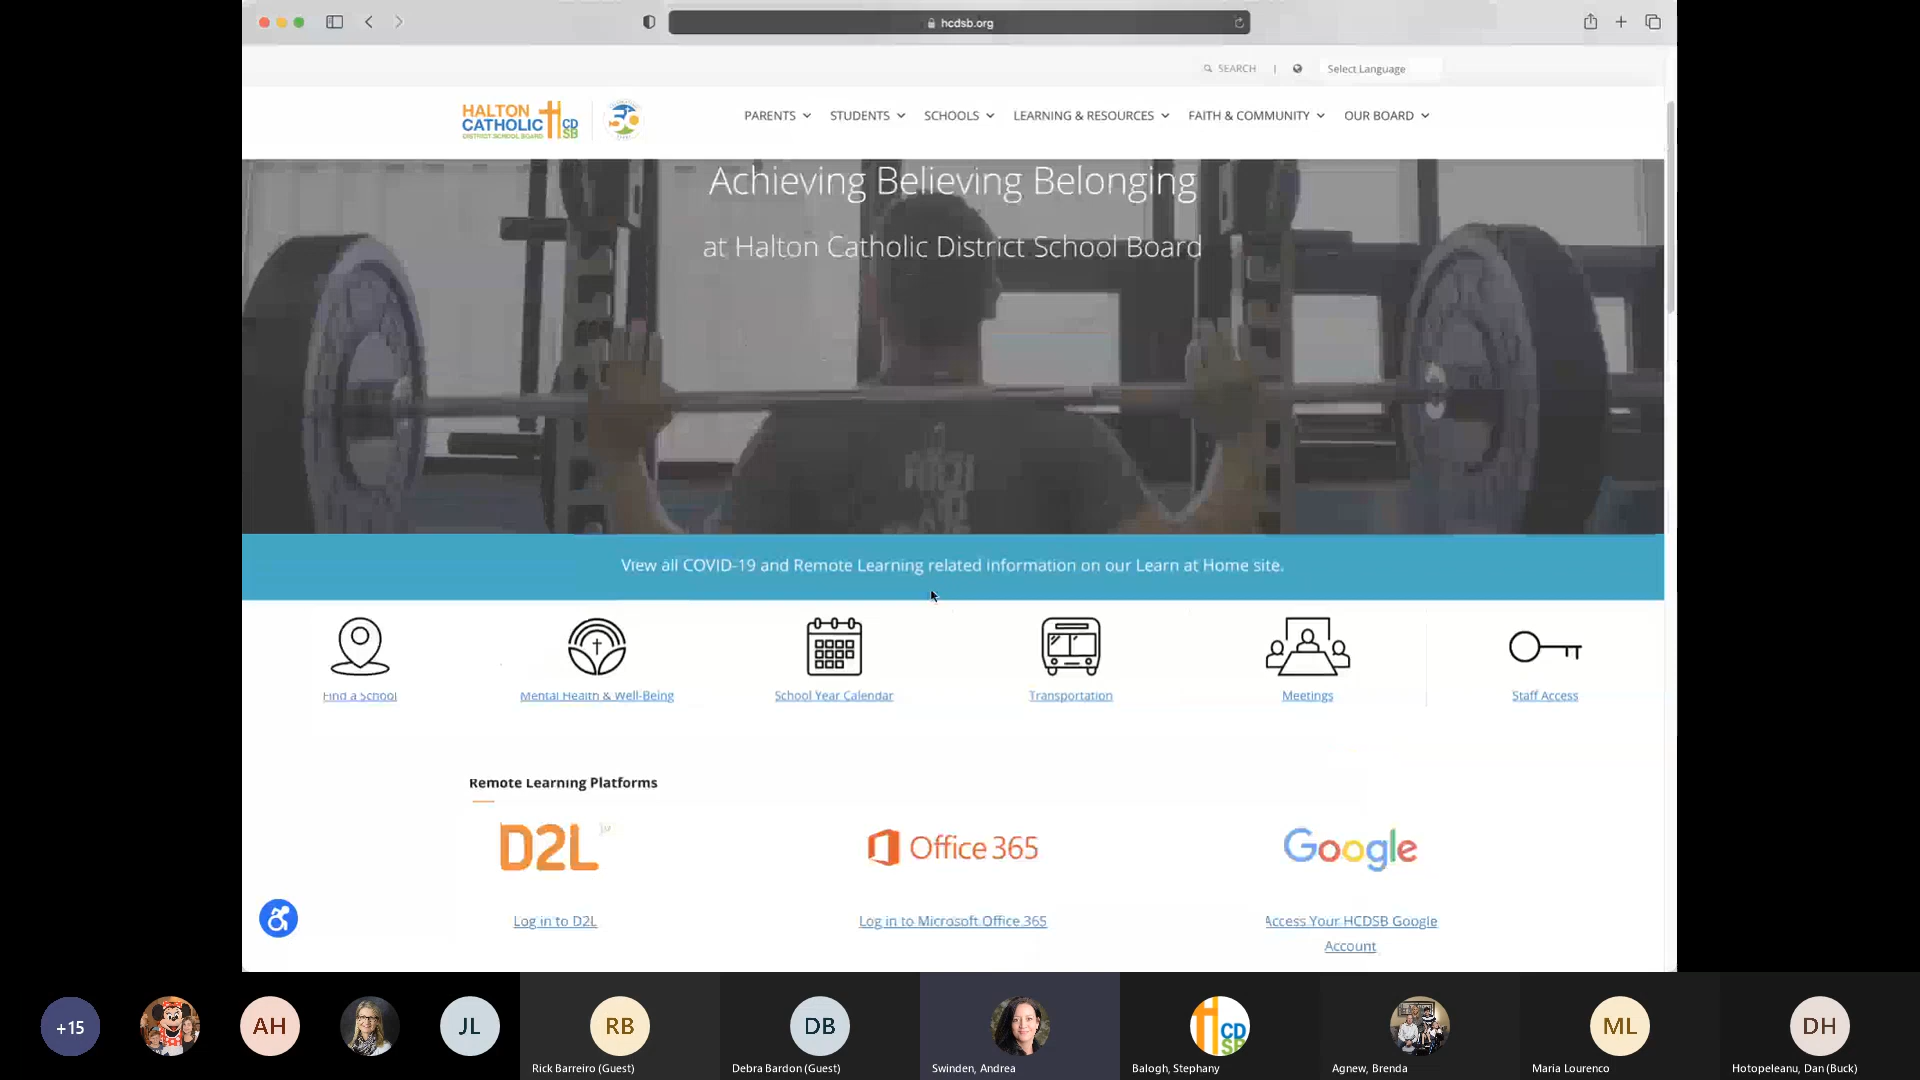 hcdsb.org
SEARCH | Select Language
HALTON
CATHOLIC
DISTRICT SCHOOL BOARD
CD
SB
PARENTS STUDENTS SCHOOLS LEARNING & RESOURCES FAITH & COMMUNITY OUR BOARD
Achieving Believing Belonging
at Halton Catholic District School Board
View all COVID-19 and Remote Learning related information on our Learn at Home site.
Find a School Mental Health & Well-Being School Year Calendar Transportation Meetings Staff Access
Remote Learning Platforms
D2L Office 365 Google
Log in to D2L Log in to Microsoft Office 365 Access Your HCDSB Google
Account
+15 AH JL RB DB CD SB ML DH
Rick Barreiro (Guest) Debra Bardon (Guest) Swinden, Andrea Balogh, Stephany Agnew, Brenda Maria Lourenco Hotopeleanu, Dan (Buck)